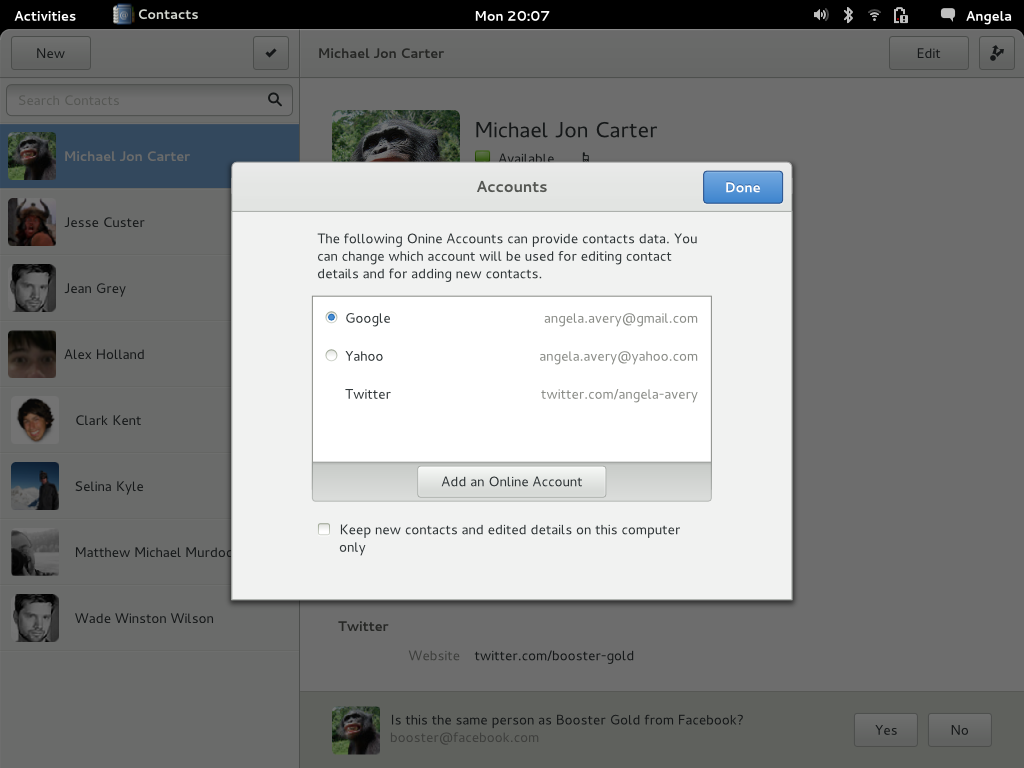 Activities
Contacts
Mon 20:07
Angela
New
Michael Jon Carter
Edit
Search Contacts
Michael Jon Carter
Jesse Custer
Jean Grey
Alex Holland
Clark Kent
Selina Kyle
Matthew Michael Murdoc
Wade Winston Wilson
Michael Jon Carter
Available
Accounts
Done
The following Onine Accounts can provide contacts data. You
can change which account will be used for editing contact
details and for adding new contacts.
Google angela.avery@gmail.com
Yahoo angela.avery@yahoo.com
Twitter twitter.com/angela-avery
Add an Online Account
Keep new contacts and edited details on this computer
only
Twitter
Website twitter.com/booster-gold
Is this the same person as Booster Gold from Facebook?
booster@facebook.com
Yes
No